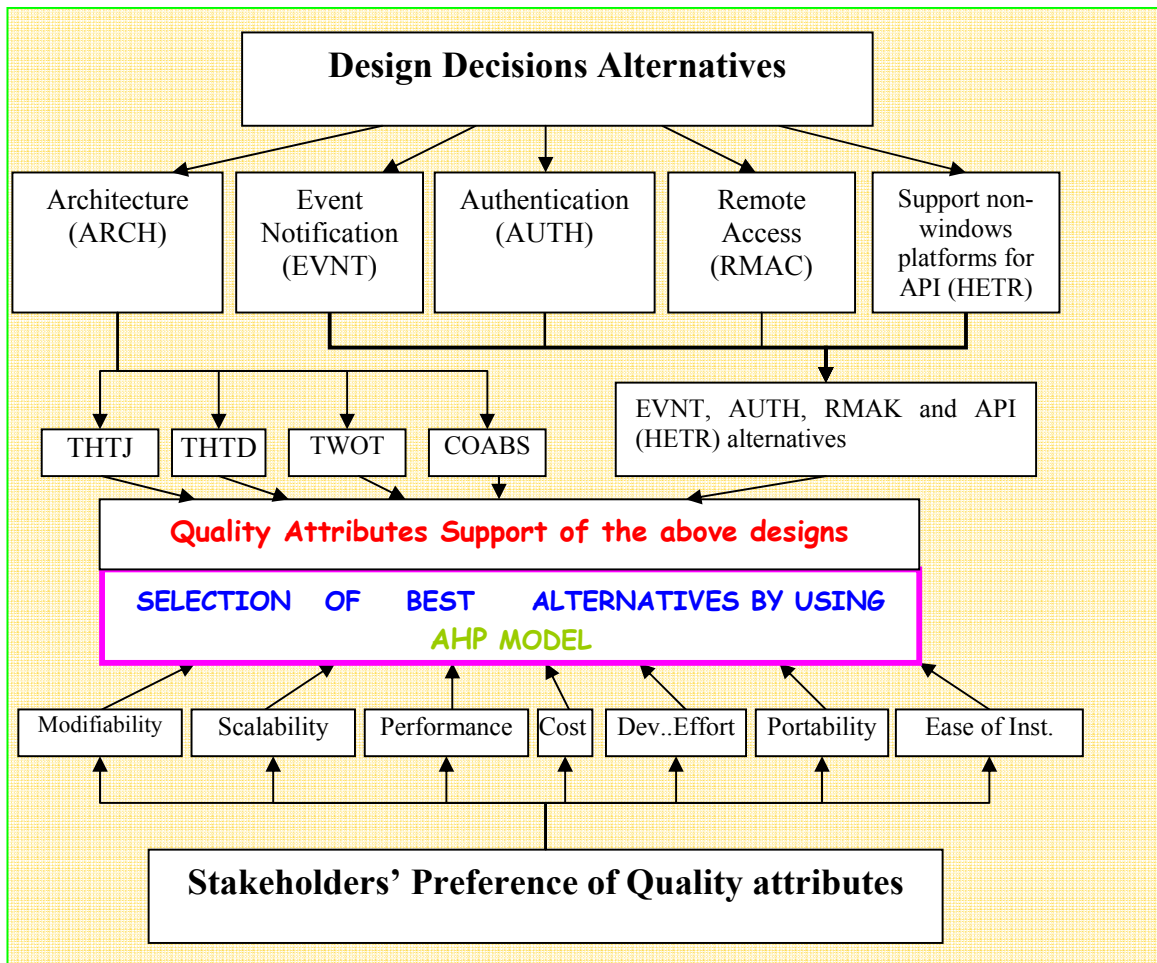 Design Decisions Alternatives
Architecture
(ARCH)
Event
Notification
(EVNT)
Authentication
(AUTH)
Remote
Access
(RMAC)
Support non-
windows
platforms for
API (HETR)
EVNT, AUTH, RMAK and API
(HETR) alternatives
THTJ
THTD
TWOT
COABS
Quality Attributes Support of the above designs
SELECTION OF BEST ALTERNATIVES BY USING
AHP MODEL
Modifiability
Scalability
Performance
Cost
Dev..Effort
Portability
Ease of Inst.
Stakeholders’ Preference of Quality attributes